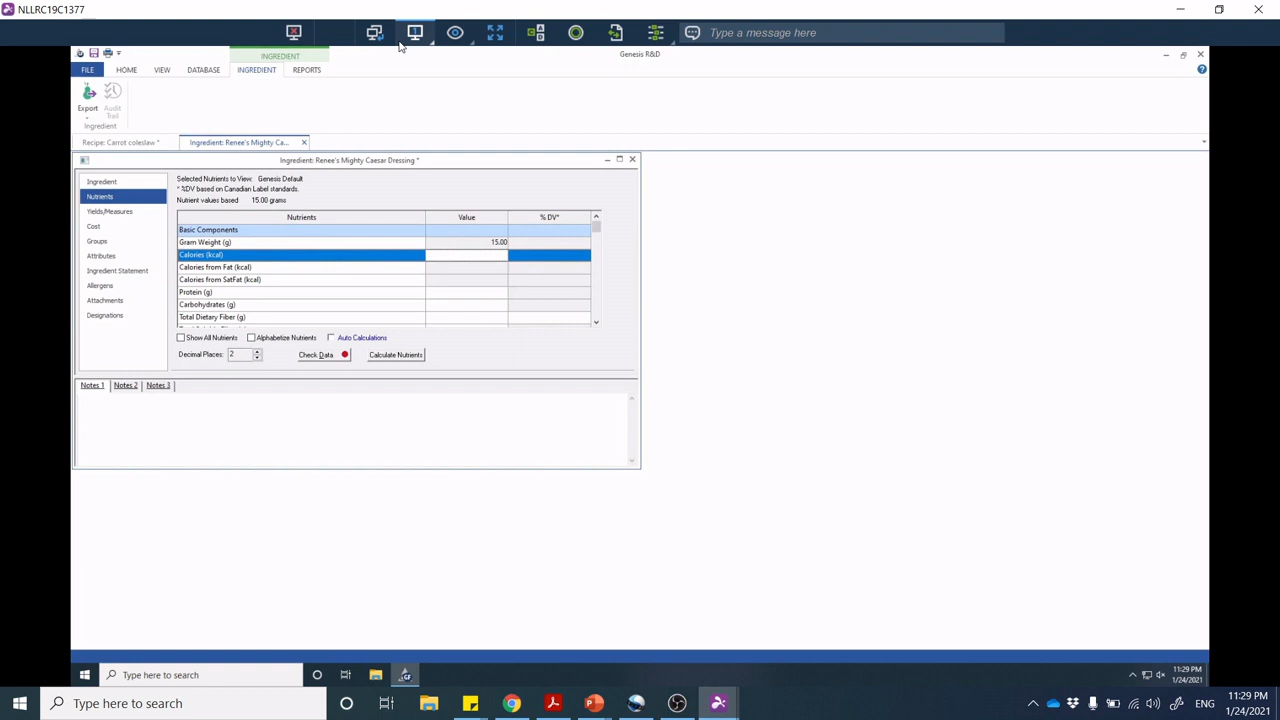 NLLRC19C1377
Type a message here
Genesis R&D
INGREDIENT
FILE HOME VIEW DATABASE INGREDIENT REPORTS
Export
Audit Trail
Ingredient
Recipe: Carrot coleslaw *
Ingredient: Renee's Mighty Ca...
Ingredient: Renee's Mighty Caesar Dressing *
Ingredient
Nutrients
Yields/Measures
Cost
Groups
Attributes
Ingredient Statement
Allergens
Attachments
Designations
Selected Nutrients to View: Genesis Default
* %DV based on Canadian Label standards.
Nutrient values based 15.00 grams
Nutrients Value % DV*
Basic Components
Gram Weight (g) 15.00
Calories (kcal)
Calories from Fat (kcal)
Calories from SatFat (kcal)
Protein (g)
Carbohydrates (g)
Total Dietary Fiber (g)
Show All Nutrients Alphabetize Nutrients Auto Calculations
Decimal Places: 2 Check Data Calculate Nutrients
Notes 1 Notes 2 Notes 3
Type here to search
11:29 PM
1/24/2021
Type here to search
ENG
11:29 PM
1/24/2021